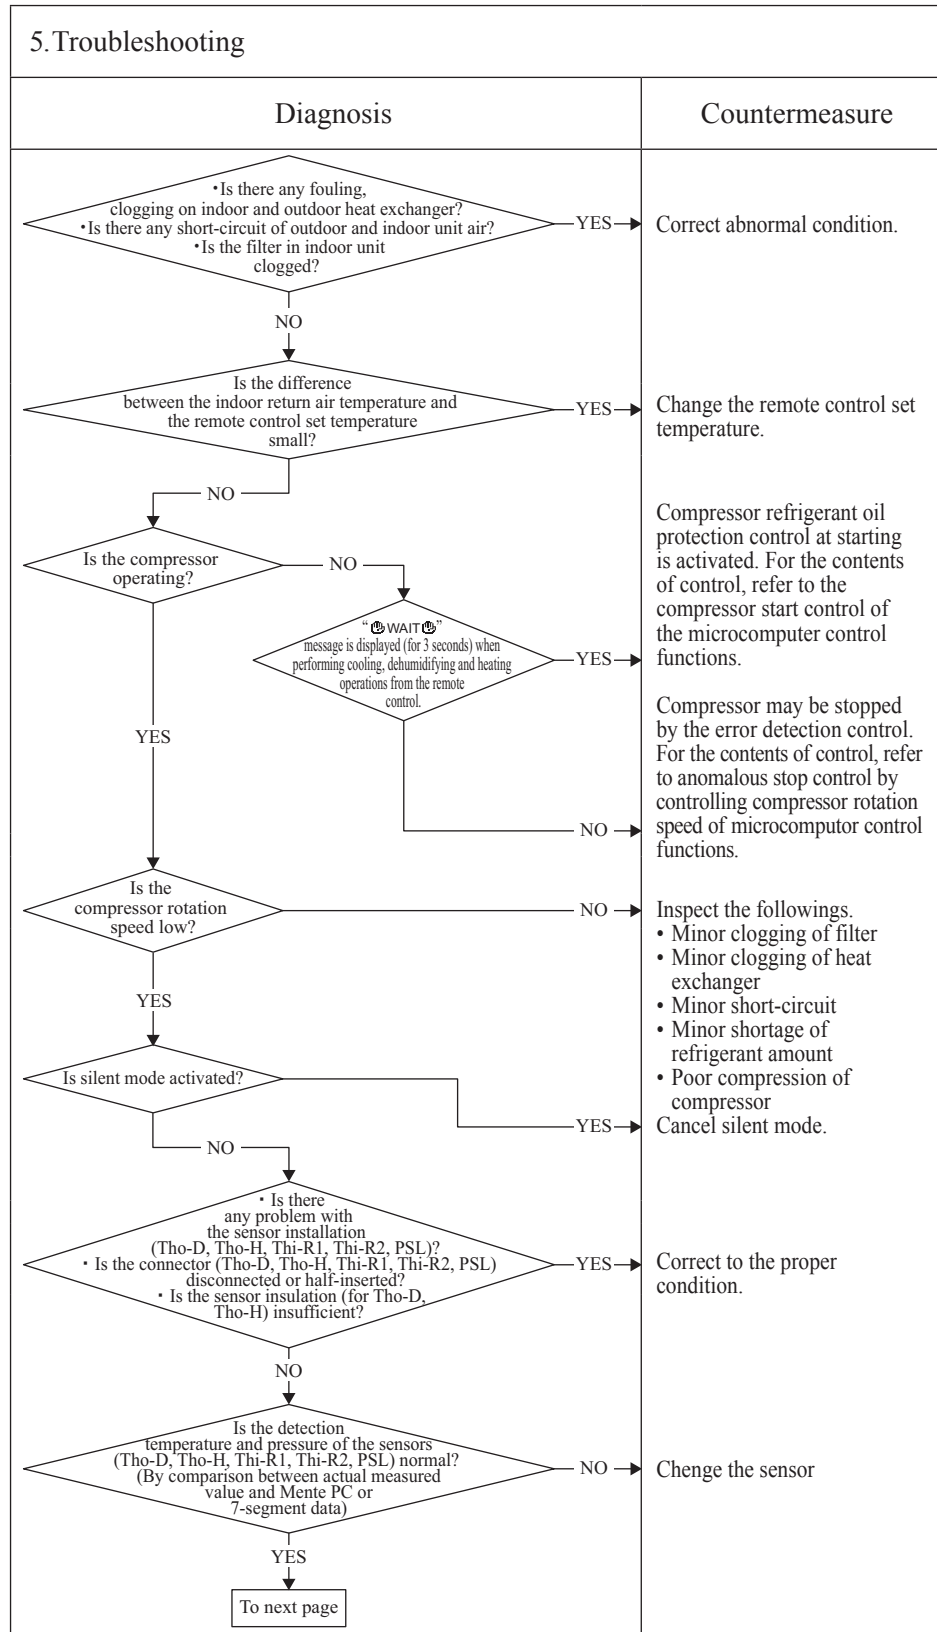 5.Troubleshooting
Diagnosis
Countermeasure
・Is there any fouling,
clogging on indoor and outdoor heat exchanger?
・Is there any short-circuit of outdoor and indoor unit air?
・Is the filter in indoor unit
clogged?
YES
Correct abnormal condition.
NO
Is the difference
between the indoor return air temperature and
the remote control set temperature
small?
YES
Change the remote control set
temperature.
NO
Is the compressor
operating?
NO
“WAIT”
message is displayed (for 3 seconds) when
performing cooling, dehumidifying and heating
operations from the remote
control.
YES
Compressor refrigerant oil
protection control at starting
is activated. For the contents
of control, refer to the
compressor start control of
the microcomputer control
functions.
NO
Compressor may be stopped
by the error detection control.
For the contents of control, refer
to anomalous stop control by
controlling compressor rotation
speed of microcomputor control
functions.
YES
Is the
compressor rotation
speed low?
NO
Inspect the followings.
• Minor clogging of filter
• Minor clogging of heat
exchanger
• Minor short-circuit
• Minor shortage of
refrigerant amount
• Poor compression of
compressor
YES
Is silent mode activated?
YES
Cancel silent mode.
NO
・Is there
any problem with
the sensor installation
(Tho-D, Tho-H, Thi-R1, Thi-R2, PSL)?
・Is the connector (Tho-D, Tho-H, Thi-R1, Thi-R2, PSL)
disconnected or half-inserted?
・Is the sensor insulation (for Tho-D,
Tho-H) insufficient?
YES
Correct to the proper
condition.
NO
Is the detection
temperature and pressure of the sensors
(Tho-D, Tho-H, Thi-R1, Thi-R2, PSL) normal?
(By comparison between actual measured
value and Mente PC or
7-segment data)
NO
Chenge the sensor
YES
To next page